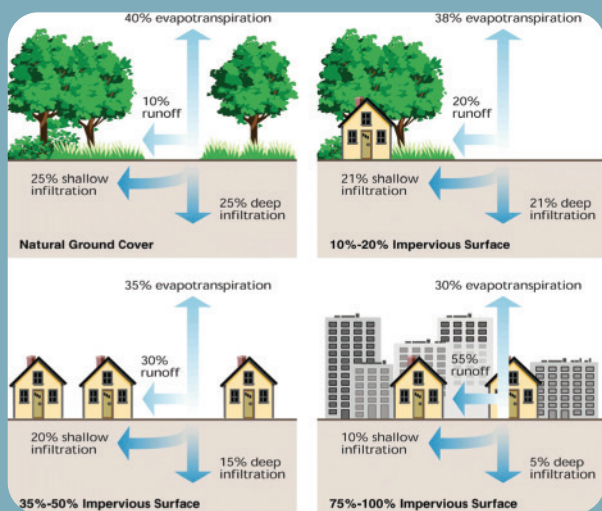 40% evapotranspiration
10%
runoff
25% shallow
infiltration
25% deep
infiltration
Natural Ground Cover
38% evapotranspiration
20%
runoff
21% shallow
infiltration
21% deep
infiltration
10%-20% Impervious Surface
35% evapotranspiration
30%
runoff
20% shallow
infiltration
15% deep
infiltration
35%-50% Impervious Surface
30% evapotranspiration
55%
runoff
10% shallow
infiltration
5% deep
infiltration
75%-100% Impervious Surface